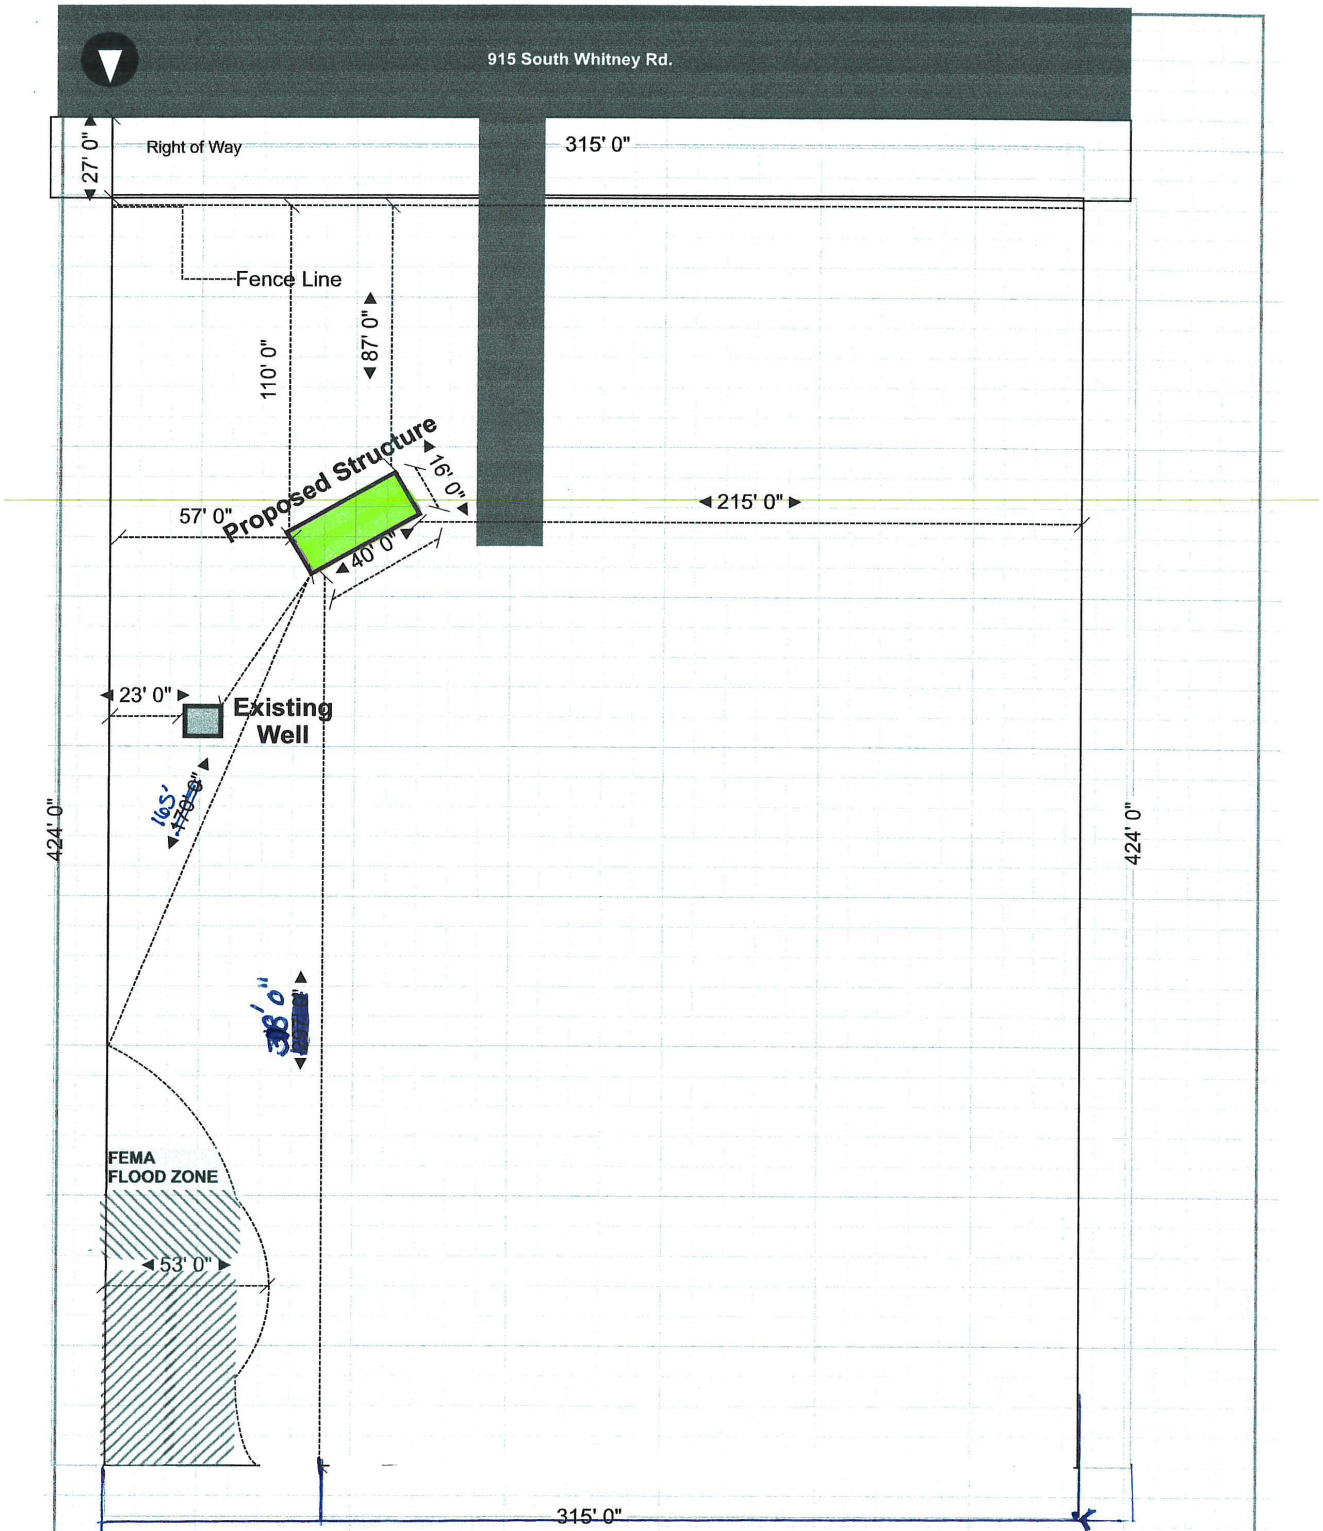 915 South Whitney Rd.
27' 0"
Right of Way
315' 0"
Fence Line
110' 0"
87' 0"
Proposed Structure
16' 0"
57' 0"
215' 0"
40' 0"
23' 0"
Existing
Well
165'
170' 0"
424' 0"
424' 0"
FEMA
FLOOD ZONE
53' 0"
315' 0"